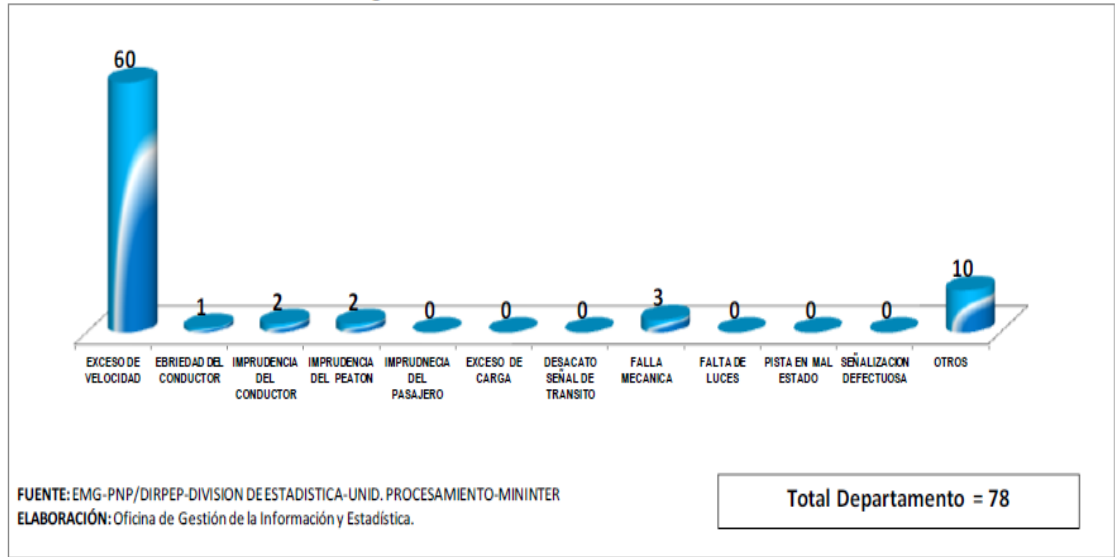 60
1
2
2
0
0
0
3
0
0
0
10
EXCESO DE VELOCIDAD
EBRIEDAD DEL CONDUCTOR
IMPRUDENCIA DEL CONDUCTOR
IMPRUDENCIA DEL PEATON
IMPRUDNECIA DEL PASAJERO
EXCESO DE CARGA
DESACATO SEÑAL DE TRANSITO
FALLA MECANICA
FALTA DE LUCES
PISTA EN MAL ESTADO
SEÑALIZACION DEFECTUOSA
OTROS
FUENTE: EMG-PNP/DIRPEP-DIVISION DE ESTADISTICA-UNID. PROCESAMIENTO-MININTER
ELABORACIÓN: Oficina de Gestión de la Información y Estadística.
Total Departamento = 78